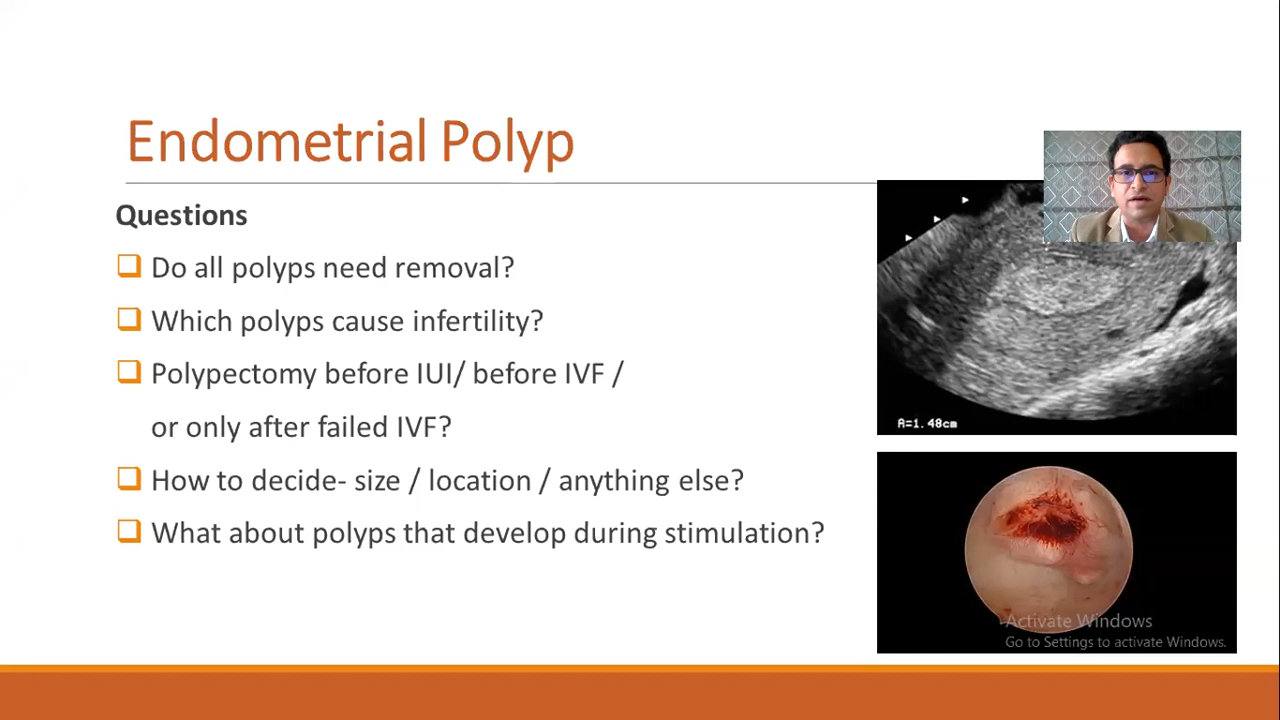 Endometrial Polyp
Questions
Do all polyps need removal?
Which polyps cause infertility?
Polypectomy before IUI/ before IVF /
or only after failed IVF?
How to decide- size / location / anything else?
What about polyps that develop during stimulation?
A=1.48cm
Activate Windows
Go to Settings to activate Windows.